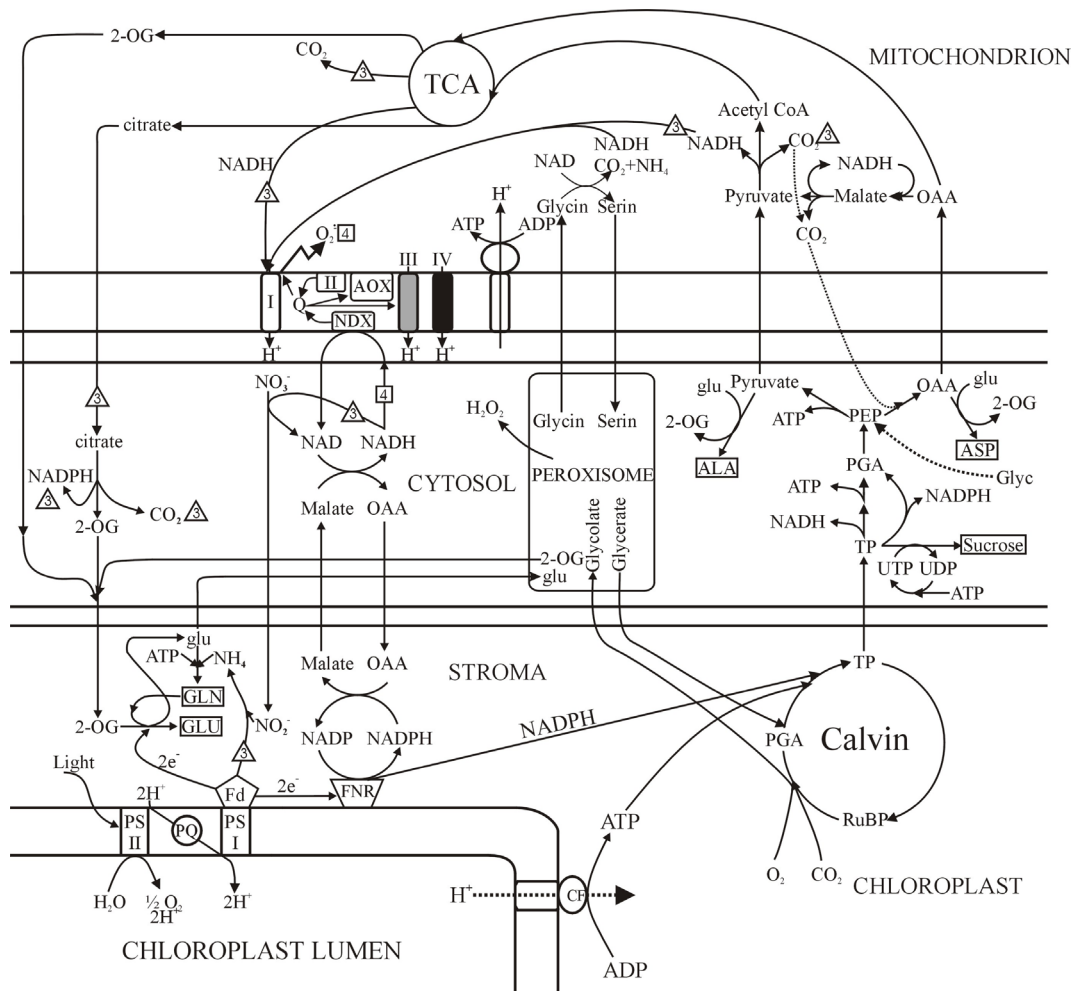 2-OG
CO2 3
TCA
MITOCHONDRION
citrate
Acetyl CoA
3 NADH
CO2 3
NADH
NADH
3
NAD
CO2+NH4
NADH
Glycin Serin
Pyruvate Malate OAA
H+
ATP ADP
CO2
O2·- 4
III IV
I
II
AOX
Q
NDX
H+ H+ H+
NO3-
4
glu Pyruvate
OAA glu
2-OG
2-OG
3
3
H2O2
Glycin Serin
ATP PEP
citrate
NAD NADH
ALA
ASP
PEROXISOME
PGA
Glyc
NADPH
3
CYTOSOL
ATP
NADPH
Malate OAA
CO2 3
2-OG
Glycolate
Glycerate
NADH
TP
Sucrose
2-OG
glu
UTP UDP
ATP
glu
ATP NH4
Malate OAA
STROMA
TP
GLN
2-OG GLU
NO2-
NADP NADPH
NADPH
PGA Calvin
Light
2e-
3
2H+
Fd 2e- FNR
PS II
PQ
PS I
ATP
RuBP
H2O ½ O2
2H+
2H+
H+
CF
O2 CO2
CHLOROPLAST
CHLOROPLAST LUMEN
ADP